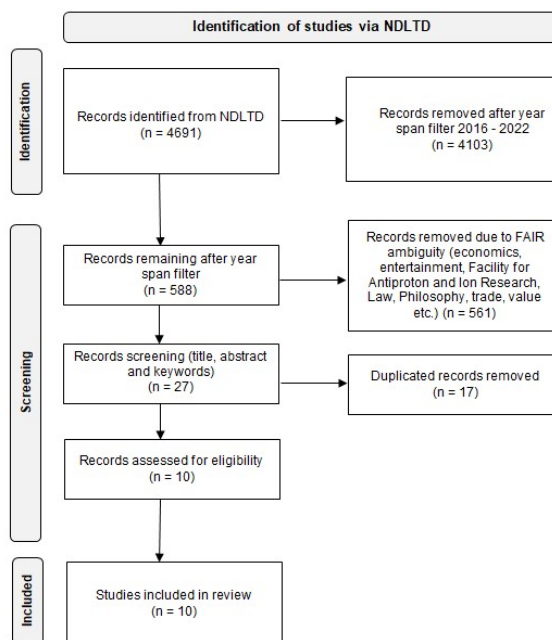 Identification of studies via NDLTD
Identification
Records identified from NDLTD
(n = 4691)
Records removed after year
span filter 2016 - 2022
(n = 4103)
Screening
Records remaining after year
span filter
(n = 588)
Records removed due to FAIR
ambiguity (economics,
entertainment, Facility for
Antiproton and Ion Research,
Law, Philosophy, trade, value
etc.) (n = 561)
Records screening (title, abstract
and keywords)
(n = 27)
Duplicated records removed
(n = 17)
Records assessed for eligibility
(n = 10)
Included
Studies included in review
(n = 10)